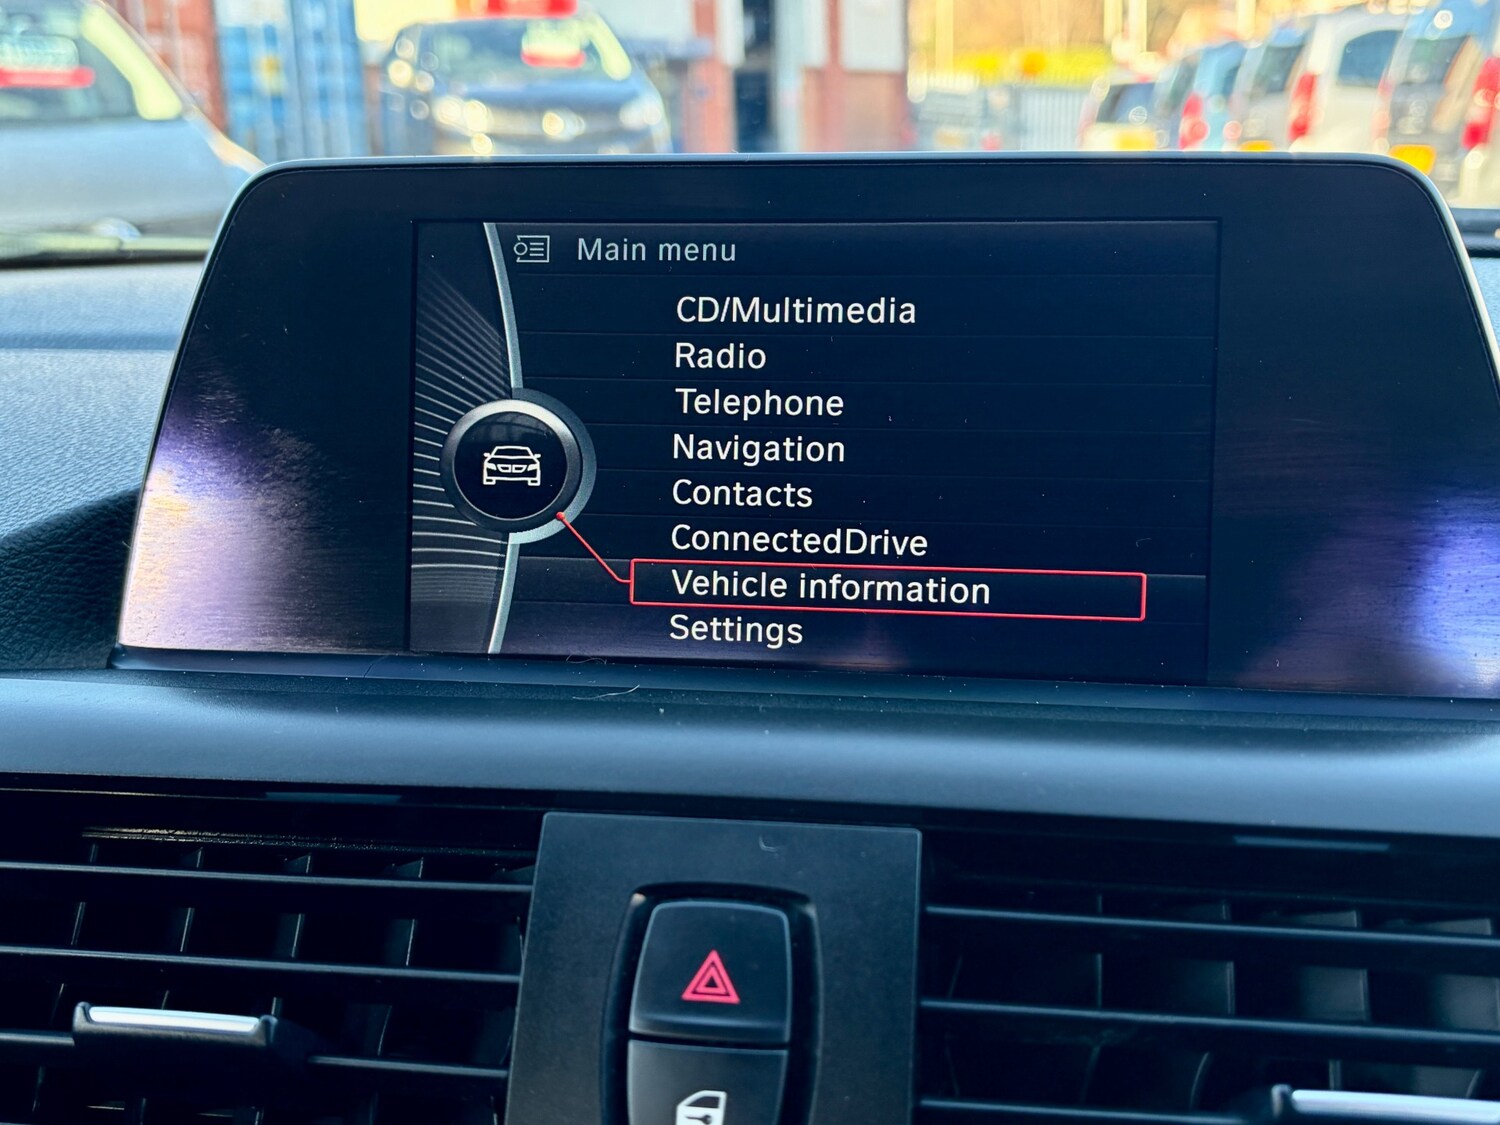 Main menu
CD/Multimedia
Radio
Telephone
Navigation
Contacts
ConnectedDrive
Vehicle information
Settings